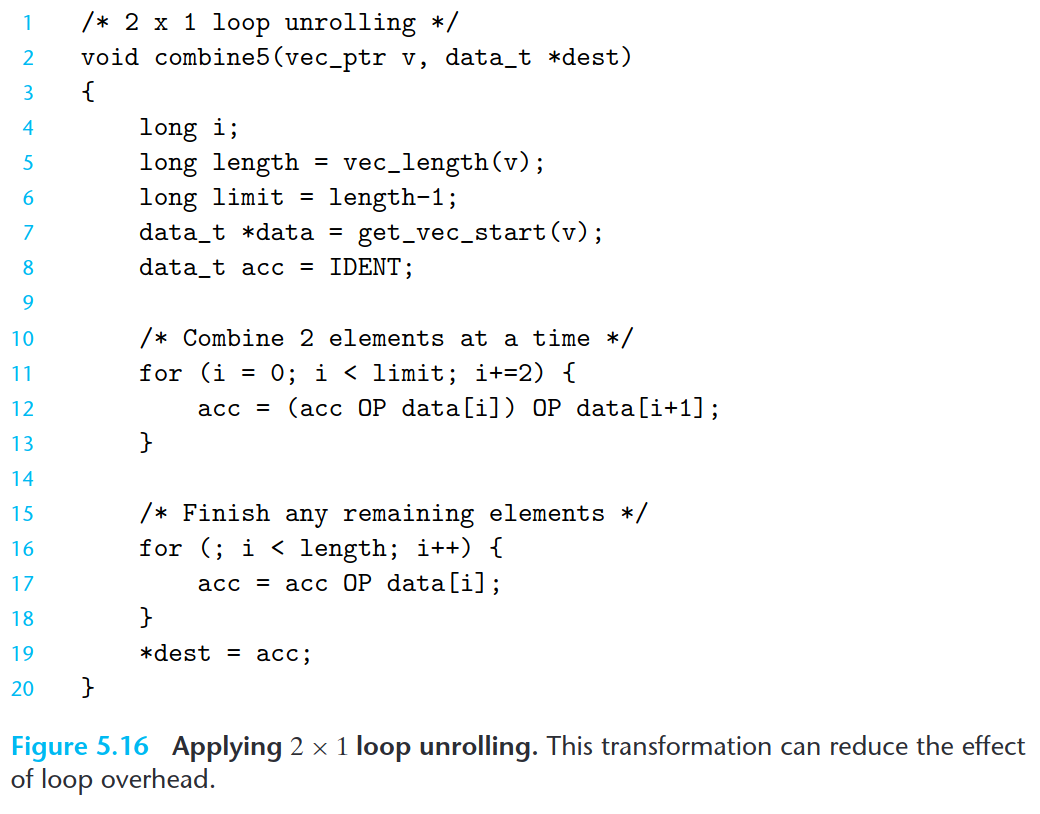 1 /* 2 x 1 loop unrolling */
2 void combine5(vec_ptr v, data_t *dest)
3 {
4     long i;
5     long length = vec_length(v);
6     long limit = length-1;
7     data_t *data = get_vec_start(v);
8     data_t acc = IDENT;
9
10     /* Combine 2 elements at a time */
11     for (i = 0; i < limit; i+=2) {
12         acc = (acc OP data[i]) OP data[i+1];
13     }
14
15     /* Finish any remaining elements */
16     for (; i < length; i++) {
17         acc = acc OP data[i];
18     }
19     *dest = acc;
20 }
Figure 5.16 Applying 2 × 1 loop unrolling. This transformation can reduce the effect
of loop overhead.